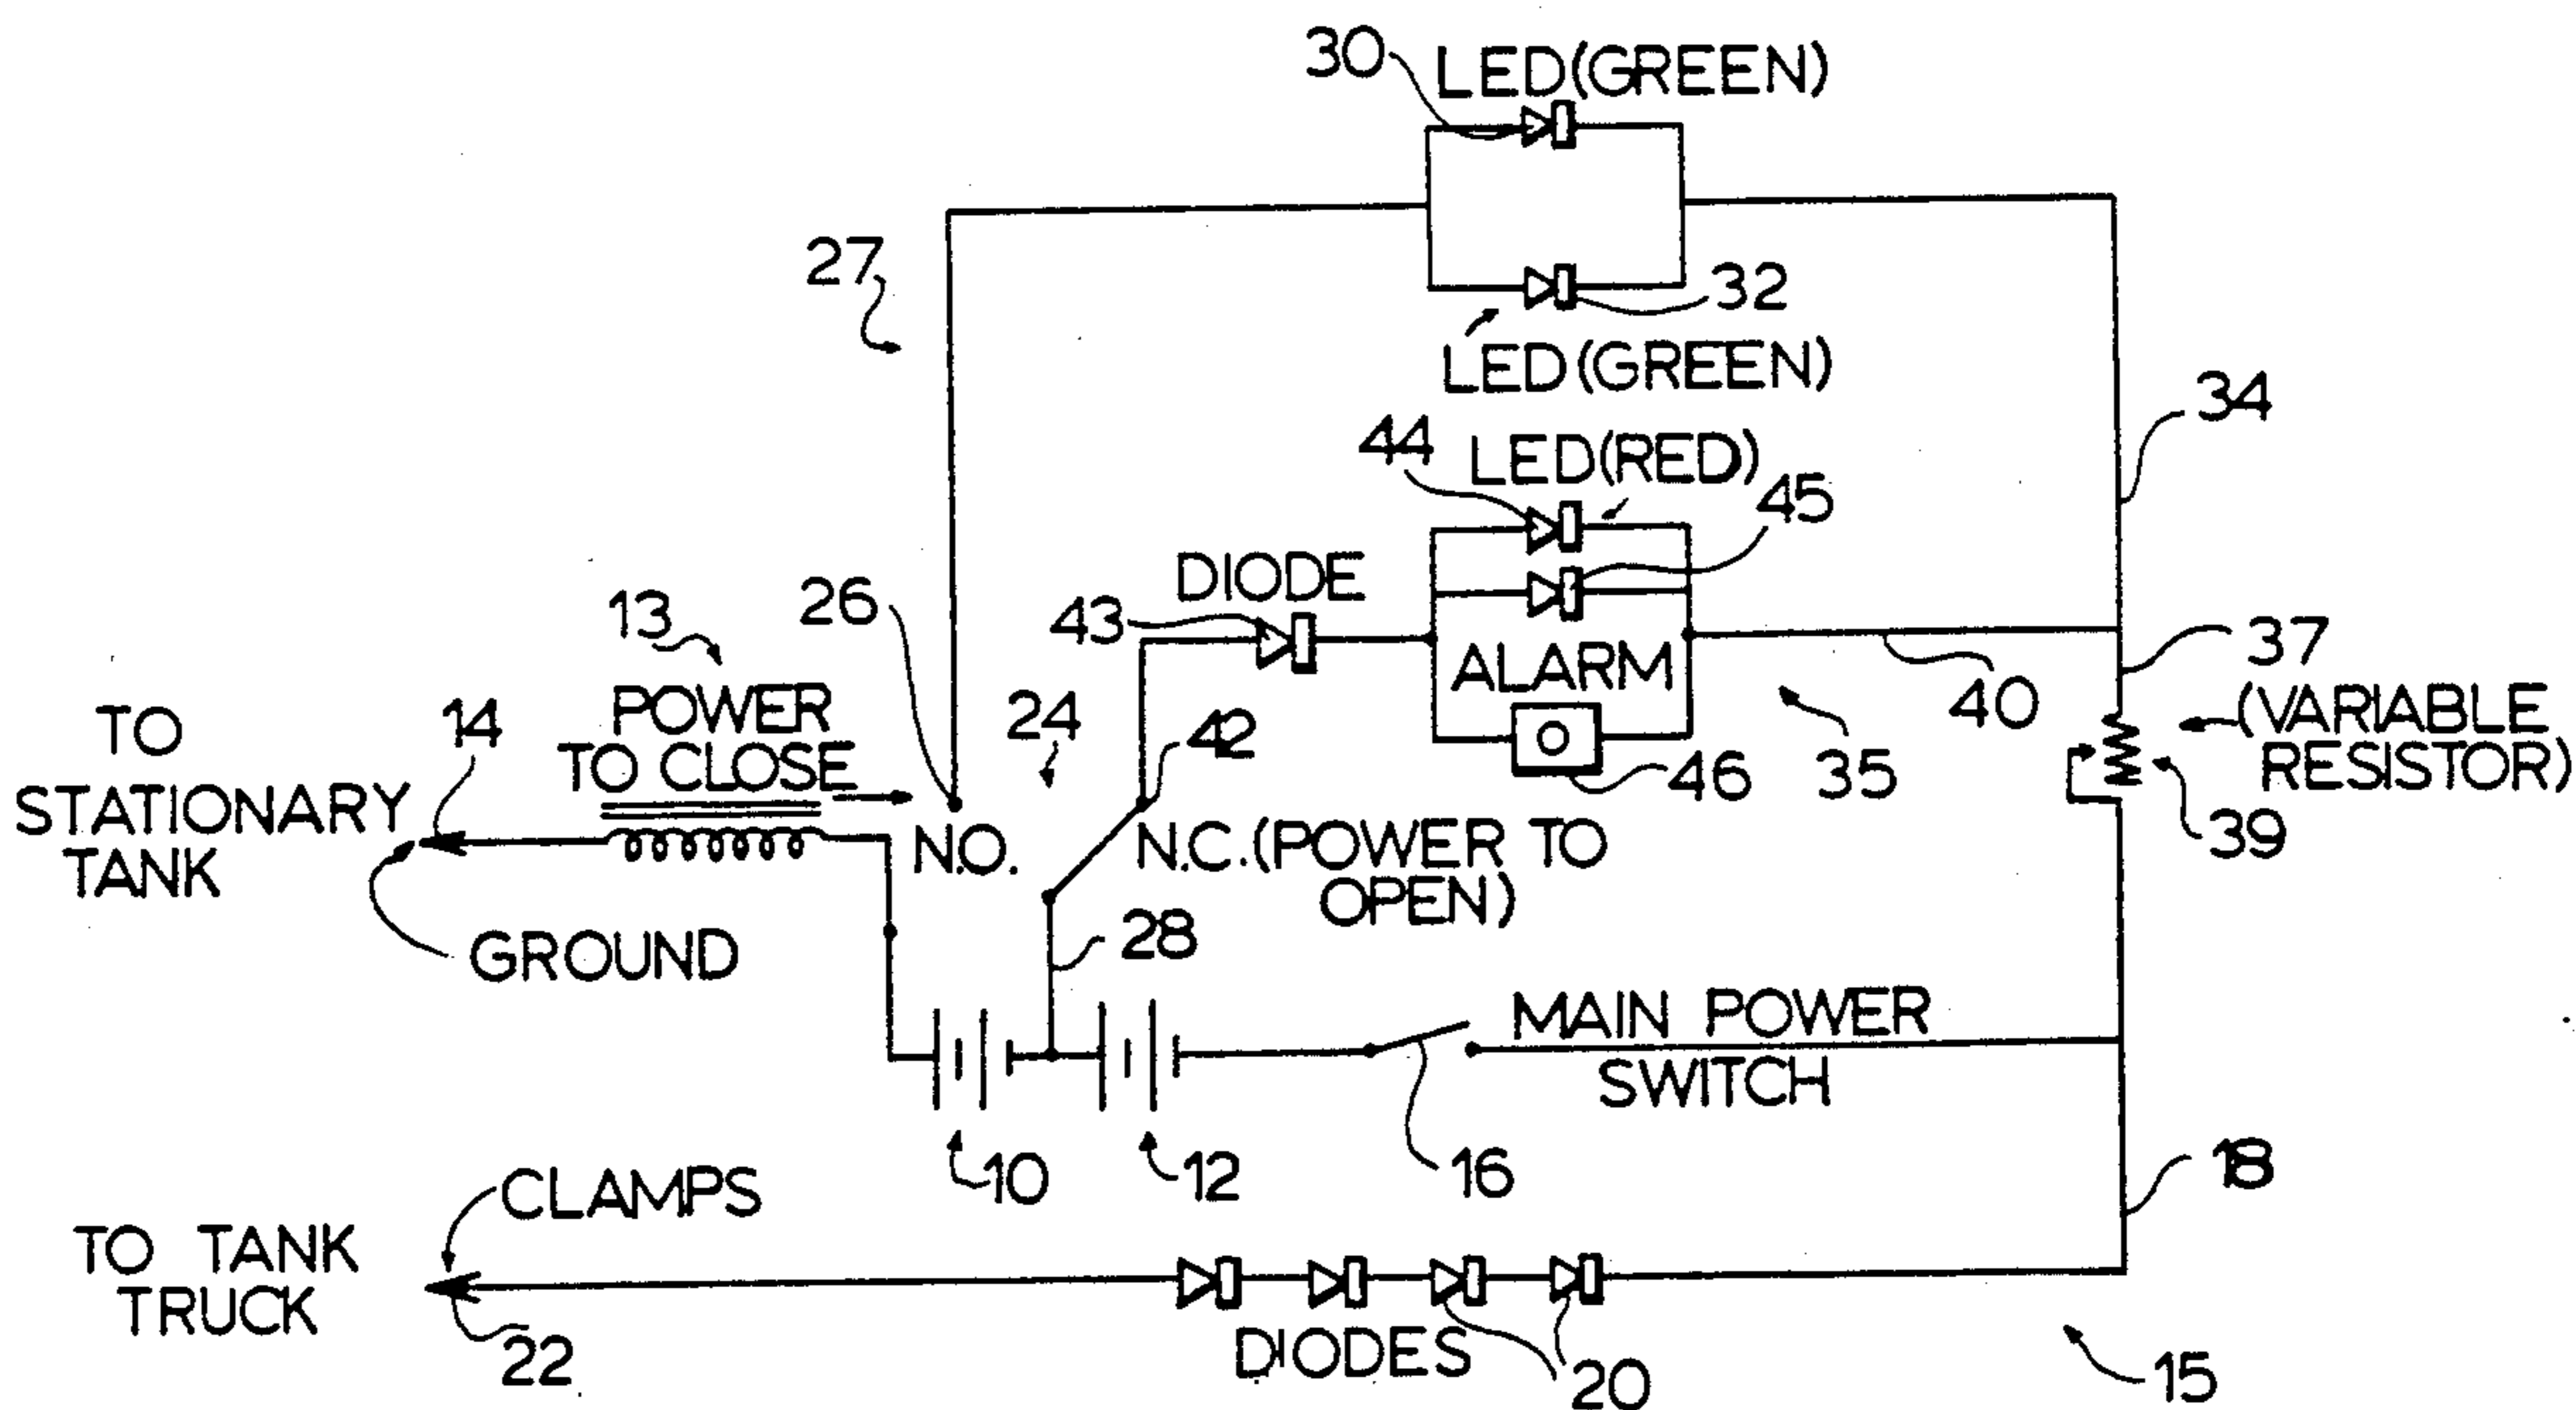 30
LED(GREEN)
27
32
LED(GREEN)
34
44
LED(RED)
45
DIODE
43
26
13
POWER
TO CLOSE
24
42
ALARM
46
35
40
37
(VARIABLE
RESISTOR)
39
TO
STATIONARY
TANK
14
GROUND
N.O.
N.C.(POWER TO
OPEN)
28
MAIN POWER
SWITCH
10
12
16
18
CLAMPS
TO TANK
TRUCK
22
DIODES
20
15